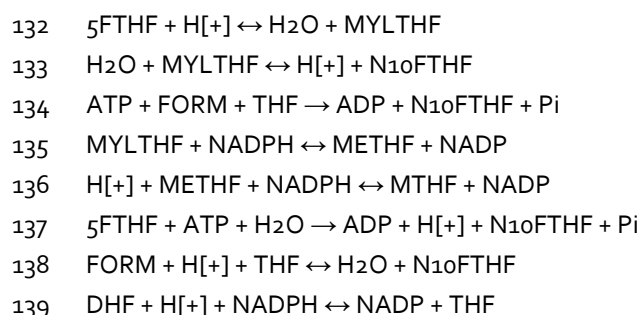 132 5FTHF + H[+] ↔ H2O + MYLTHF
133 H2O + MYLTHF ↔ H[+] + N10FTHF
134 ATP + FORM + THF → ADP + N10FTHF + Pi
135 MYLTHF + NADPH ↔ METHF + NADP
136 H[+] + METHF + NADPH ↔ MTHF + NADP
137 5FTHF + ATP + H2O → ADP + H[+] + N10FTHF + Pi
138 FORM + H[+] + THF ↔ H2O + N10FTHF
139 DHF + H[+] + NADPH ↔ NADP + THF